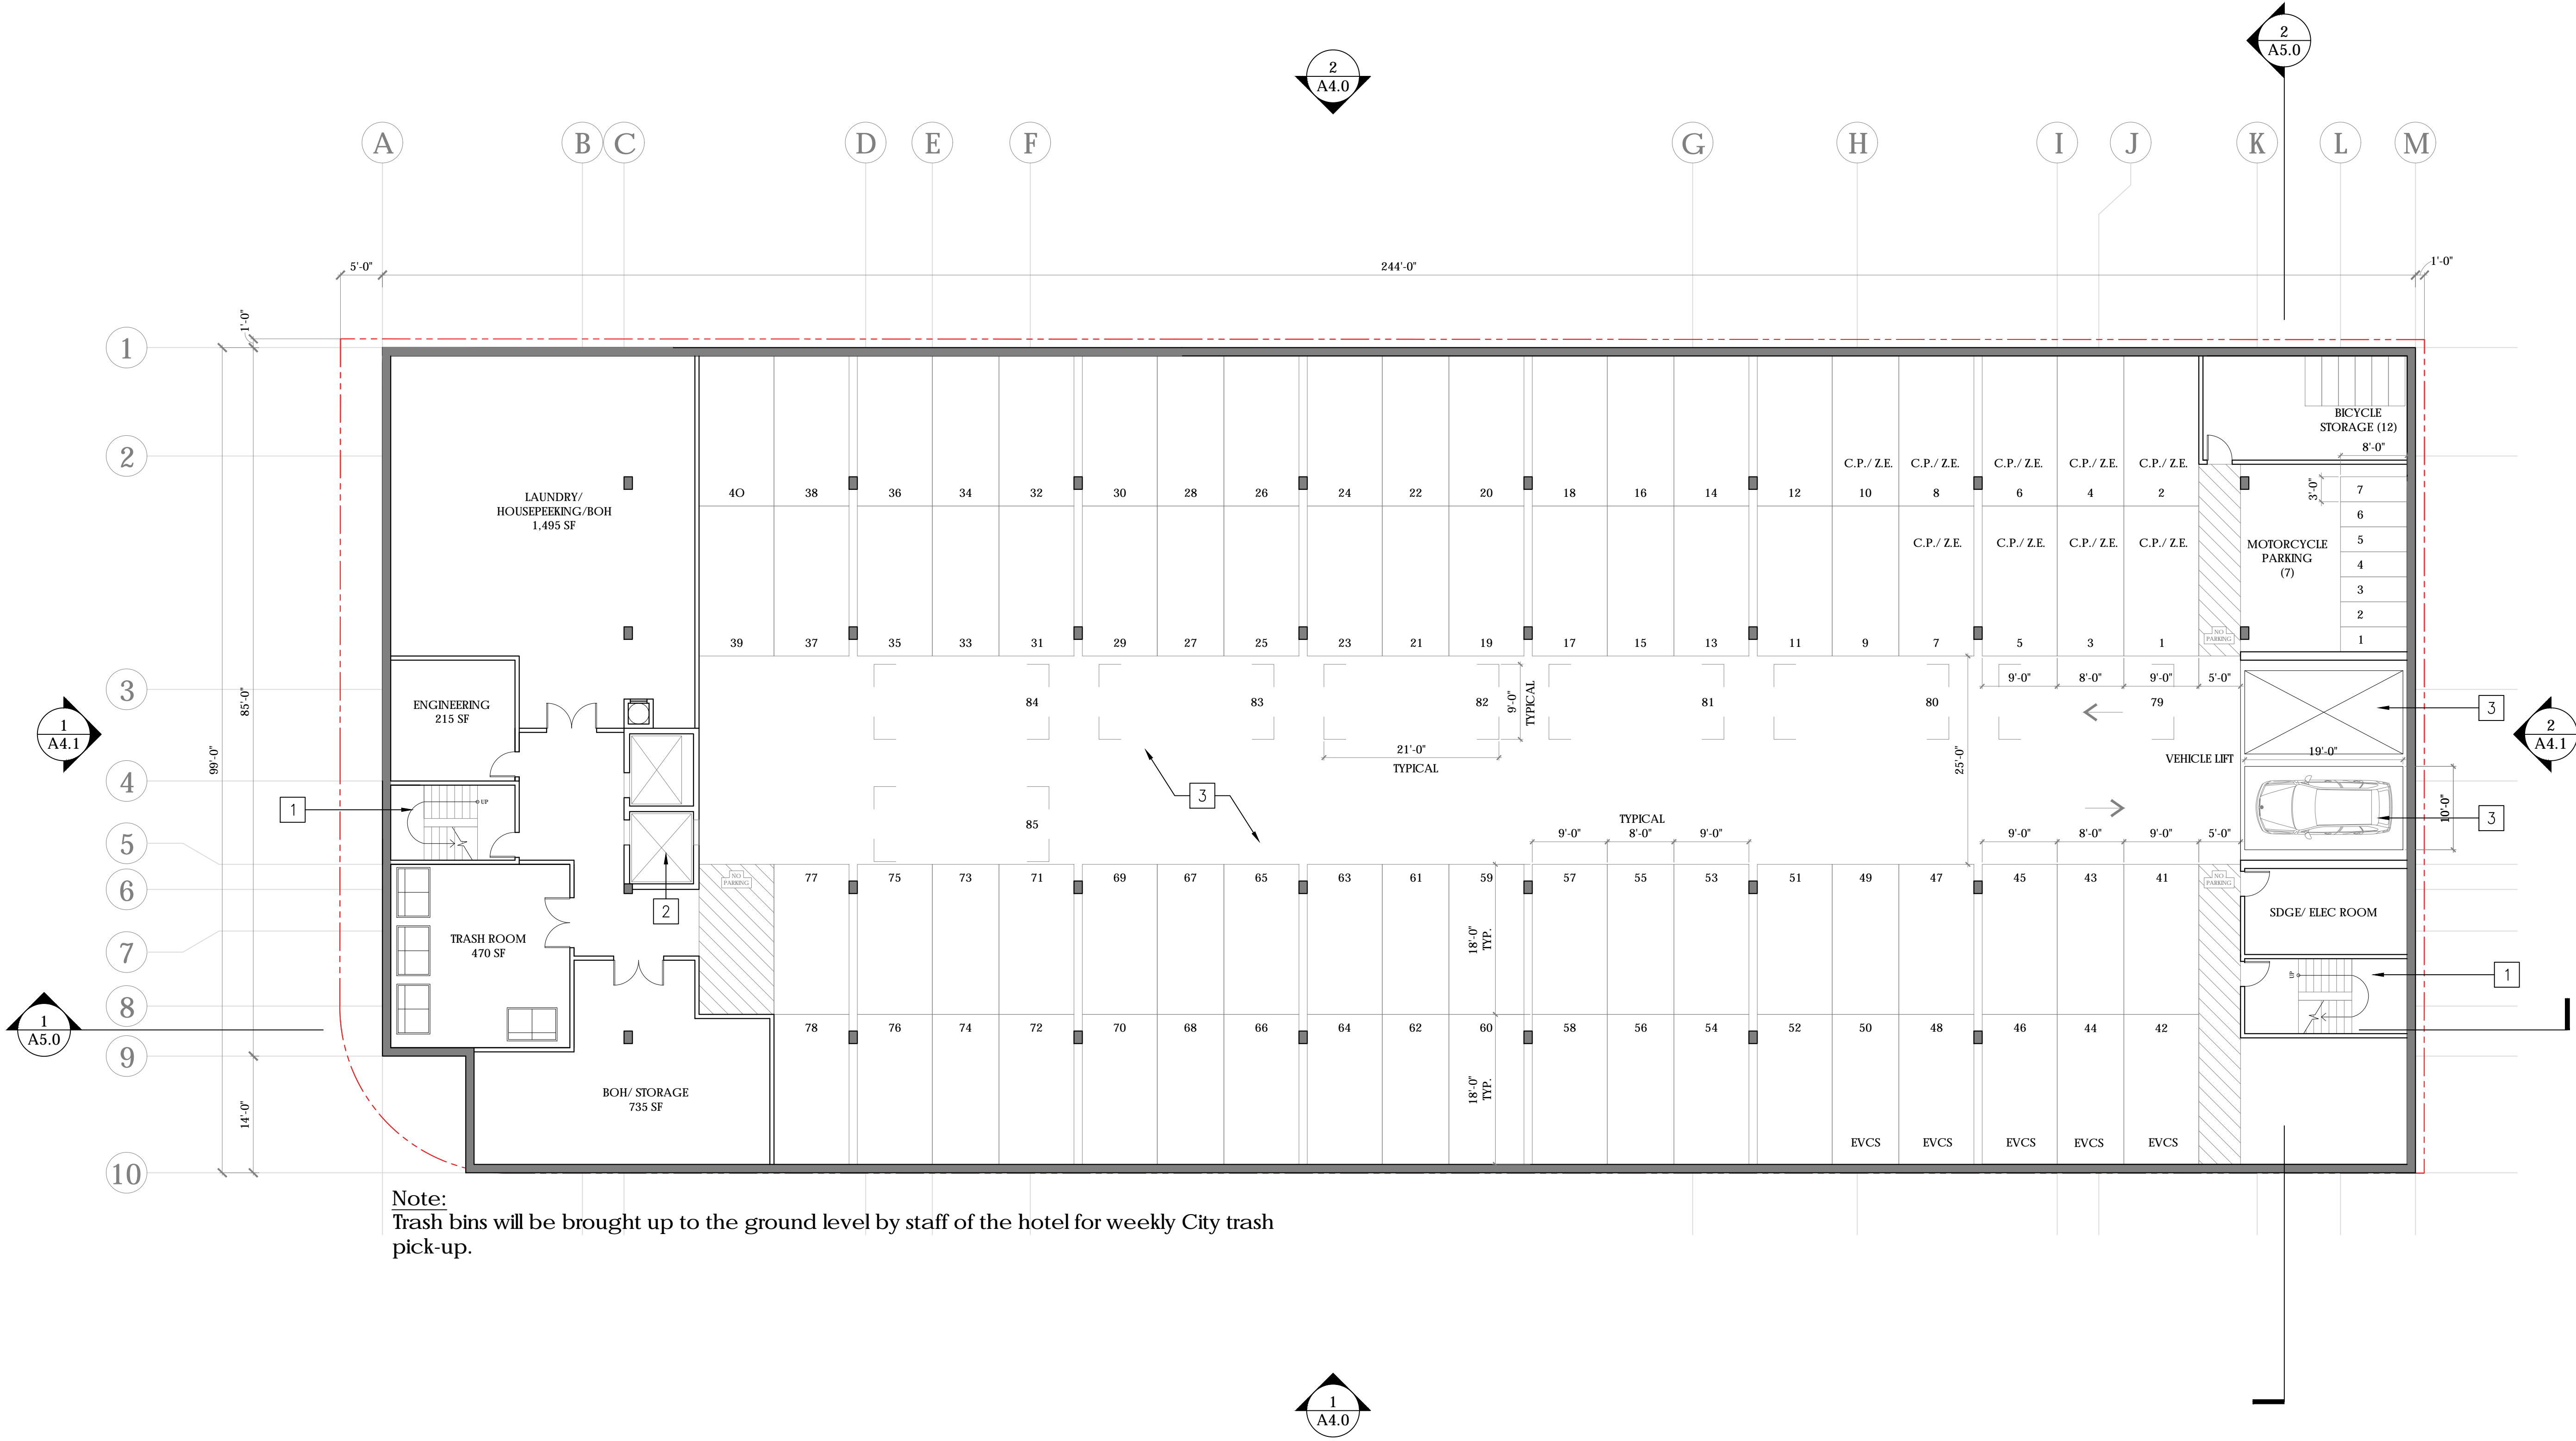 2
A5.0
2
A4.0
A B C D E F G H I J K L M
5'-0" 244'-0" 1'-0"
1'-0"
1
2
3
4
5
6
7
8
9
10
99'-0"
85'-0"
14'-0"
LAUNDRY/
HOUSPEEKING/BOH
1,495 SF
BICYCLE
STORAGE (12)
8'-0"
3'-0"
C.P./ Z.E. C.P./ Z.E. C.P./ Z.E. C.P./ Z.E. C.P./ Z.E.
4O 38 36 34 32 30 28 26 24 22 20 18 16 14 12 10 8 6 4 2
C.P./ Z.E. C.P./ Z.E. C.P./ Z.E. C.P./ Z.E.
39 37 35 33 31 29 27 25 23 21 19 17 15 13 11 9 7 5 3 1
NO
PARKING
MOTORCYCLE
PARKING
(7)
7
6
5
4
3
2
1
ENGINEERING
215 SF
84 83 82 81 80 79
9'-0"
TYPICAL
21'-0"
TYPICAL
9'-0" 8'-0" 9'-0" 5'-0"
25'-0"
VEHICLE LIFT
19'-0"
10'-0"
3
3
3
1
A4.1
2
A4.1
1
UP
85
TYPICAL
9'-0" 8'-0" 9'-0"
9'-0" 8'-0" 9'-0" 5'-0"
2
NO
PARKING
77 75 73 71 69 67 65 63 61 59 57 55 53 51 49 47 45 43 41
NO
PARKING
TRASH ROOM
470 SF
SDGE/ ELEC ROOM
18'-0"
TYP.
UP
1
1
A5.0
78 76 74 72 70 68 66 64 62 60 58 56 54 52 50 48 46 44 42
BOH/ STORAGE
735 SF
18'-0"
TYP.
EVCS EVCS EVCS EVCS EVCS
Note:
Trash bins will be brought up to the ground level by staff of the hotel for weekly City trash
pick-up.
1
A4.0